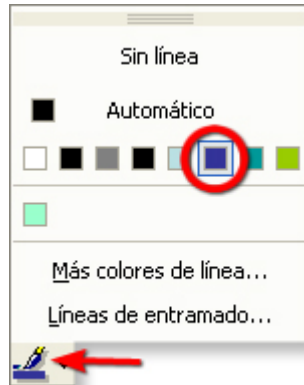 Sin línea
Automático
Más colores de línea...
Líneas de entramado...